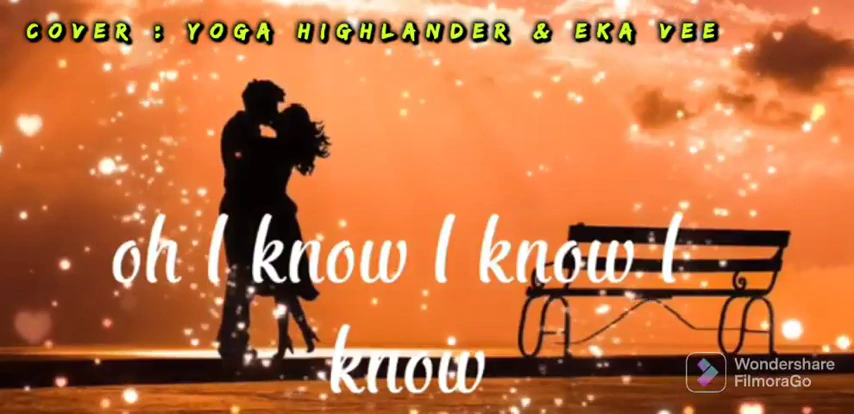 COVER : YOGA HIGHLANDER & EKA VEE
oh I know I know I
know
Wondershare
FilmoraGo